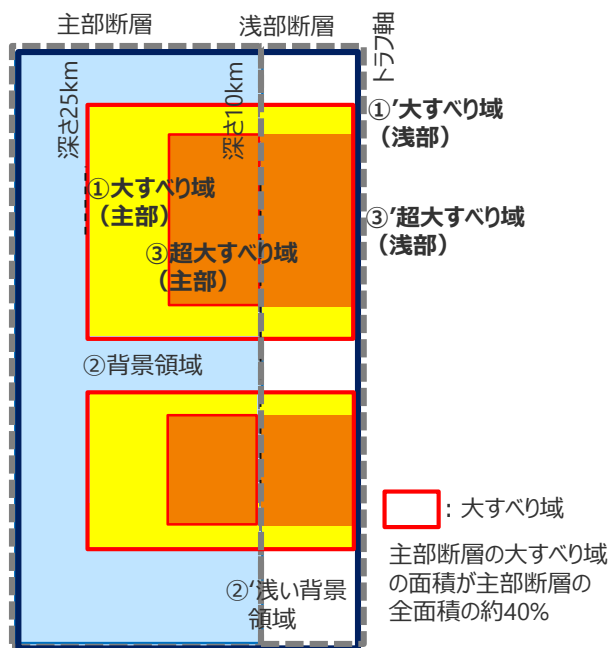 主部断層
浅部断層
トラフ軸
深さ25km
深さ10km
①'大すべり域
（浅部）
①大すべり域
（主部）
③'超大すべり域
（浅部）
③超大すべり域
（主部）
②背景領域
：大すべり域
主部断層の大すべり域
の面積が主部断層の
全面積の約40%
②'浅い背景
領域